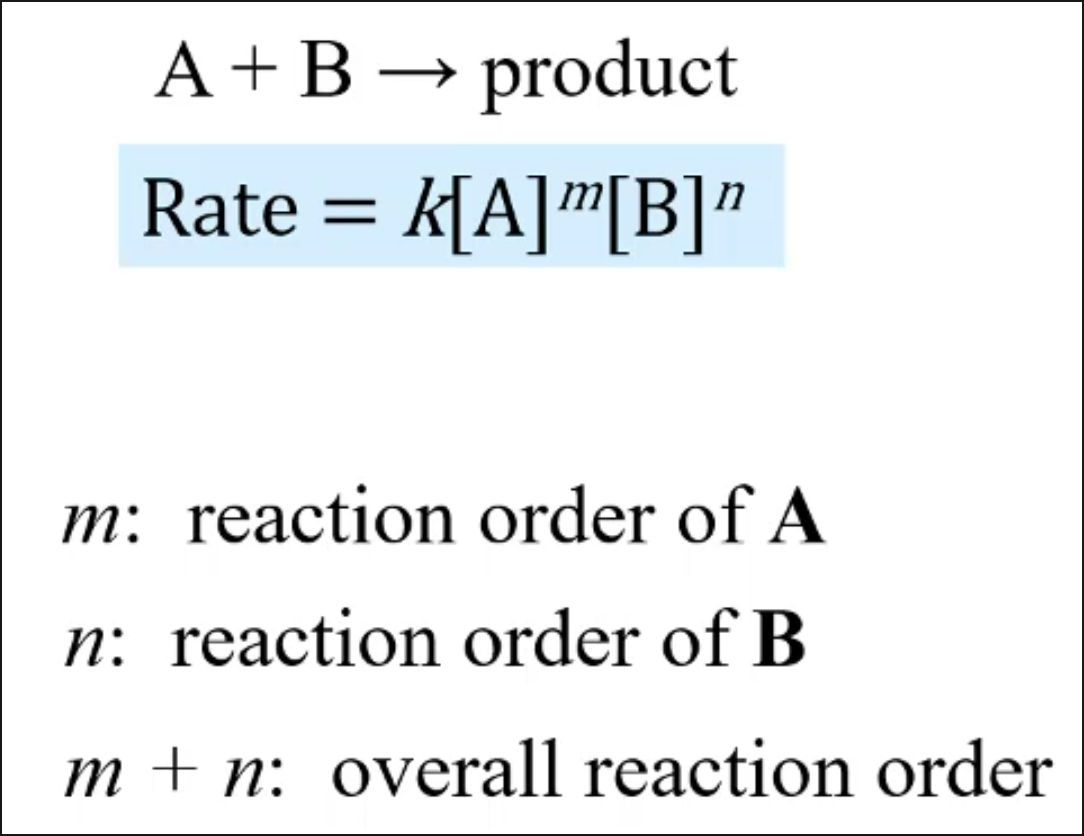 A + B → product
Rate = k[A]ᵐ[B]ⁿ
m: reaction order of A
n: reaction order of B
m + n: overall reaction order